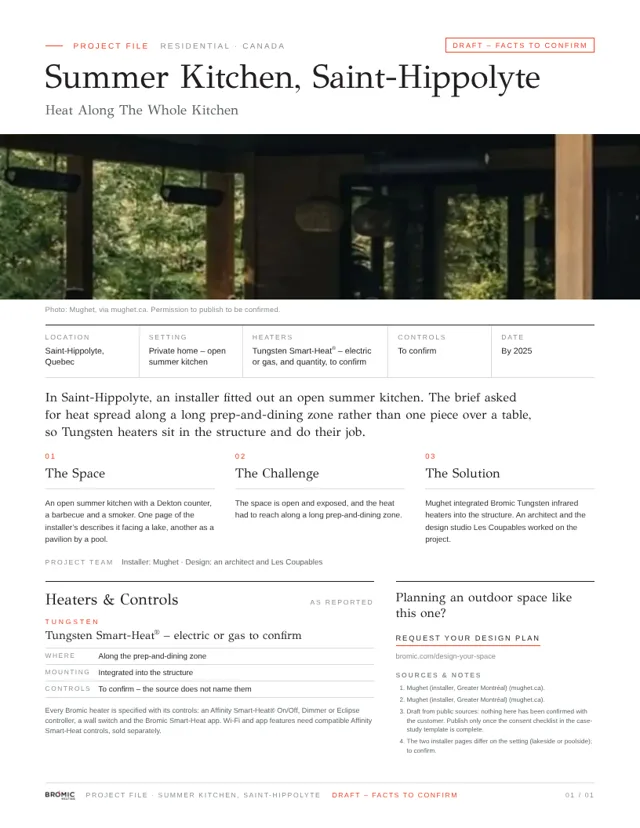 PROJECT FILE RESIDENTIAL · CANADA
DRAFT – FACTS TO CONFIRM
Summer Kitchen, Saint-Hippolyte
Heat Along The Whole Kitchen
Photo: Mughet, via mughet.ca. Permission to publish to be confirmed.
LOCATION
Saint-Hippolyte,
Quebec
SETTING
Private home – open
summer kitchen
HEATERS
Tungsten Smart-Heat® – electric
or gas, and quantity, to confirm
CONTROLS
To confirm
DATE
By 2025
In Saint-Hippolyte, an installer fitted out an open summer kitchen. The brief asked
for heat spread along a long prep-and-dining zone rather than one piece over a table,
so Tungsten heaters sit in the structure and do their job.
01
The Space
An open summer kitchen with a Dekton counter,
a barbecue and a smoker. One page of the
installer's describes it facing a lake, another as a
pavilion by a pool.
02
The Challenge
The space is open and exposed, and the heat
had to reach along a long prep-and-dining zone.
03
The Solution
Mughet integrated Bromic Tungsten infrared
heaters into the structure. An architect and the
design studio Les Coupables worked on the
project.
PROJECT TEAM Installer: Mughet · Design: an architect and Les Coupables
Heaters & Controls
AS REPORTED
TUNGSTEN
Tungsten Smart-Heat® – electric or gas to confirm
WHERE Along the prep-and-dining zone
MOUNTING Integrated into the structure
CONTROLS To confirm – the source does not name them
Every Bromic heater is specified with its controls: an Affinity Smart-Heat® On/Off, Dimmer or Eclipse
controller, a wall switch and the Bromic Smart-Heat app. Wi-Fi and app features need compatible Affinity
Smart-Heat controls, sold separately.
Planning an outdoor space like
this one?
REQUEST YOUR DESIGN PLAN
bromic.com/design-your-space
SOURCES & NOTES
1. Mughet (installer, Greater Montréal) (mughet.ca).
2. Mughet (installer, Greater Montréal) (mughet.ca).
3. Draft from public sources: nothing here has been confirmed with
the customer. Publish only once the consent checklist in the case-
study template is complete.
4. The two installer pages differ on the setting (lakeside or poolside);
to confirm.
BROMIC
HEATING
PROJECT FILE · SUMMER KITCHEN, SAINT-HIPPOLYTE DRAFT – FACTS TO CONFIRM
01 / 01